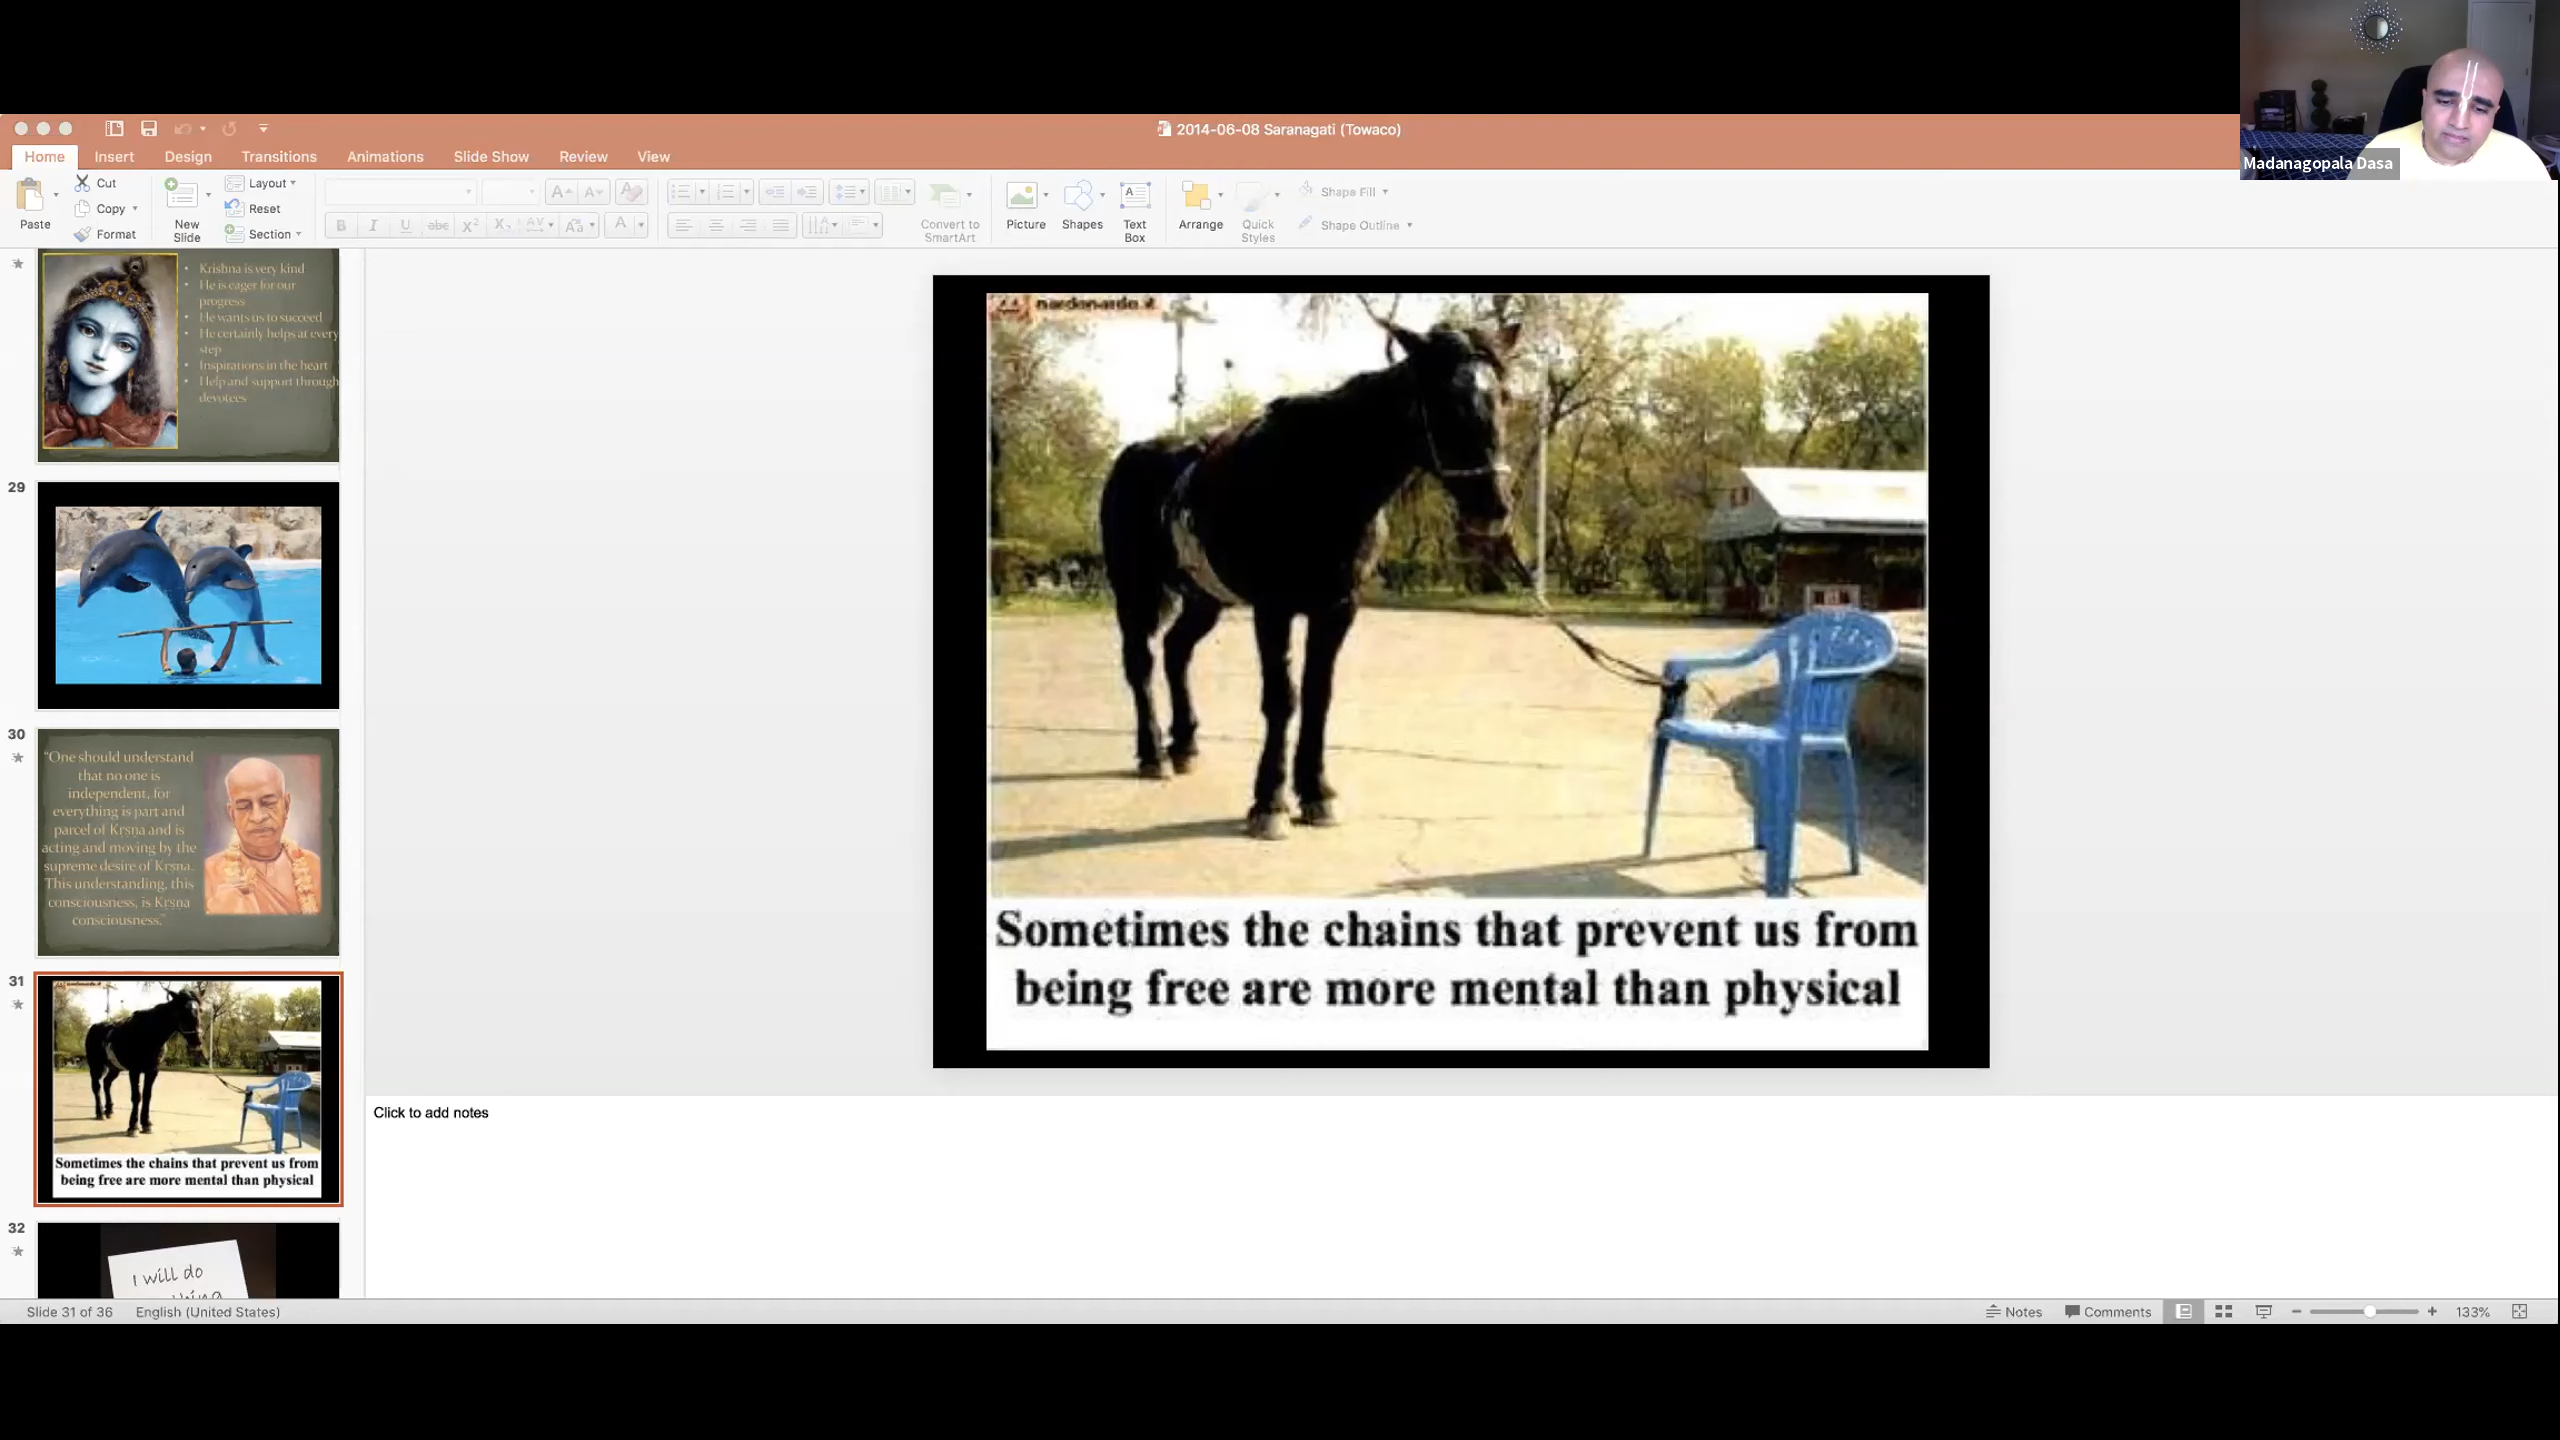 2014-06-08 Saranagati (Towaco)
Madanagopala Dasa
Home Insert Design Transitions Animations Slide Show Review View
Paste
Cut
Copy
Format
New
Slide
Layout
Reset
Section
Convert to
SmartArt
Picture
Shapes
Text
Box
Arrange
Quick
Styles
Shape Fill
Shape Outline
• Krishna is very kind
• He is eager for our
progress
• He wants us to succeed
• He certainly helps at every
step
• Inspirations in the heart
• Help and support through
devotees
29
30
"One should understand
that no one is
independent, for
everything is part and
parcel of Kṛṣṇa and is
acting and moving by the
supreme desire of Kṛṣṇa.
This understanding, this
consciousness, is Kṛṣṇa
consciousness."
31
Sometimes the chains that prevent us from
being free are more mental than physical
32
I will do
Sometimes the chains that prevent us from
being free are more mental than physical
Click to add notes
Slide 31 of 36 English (United States)
Notes Comments 133%